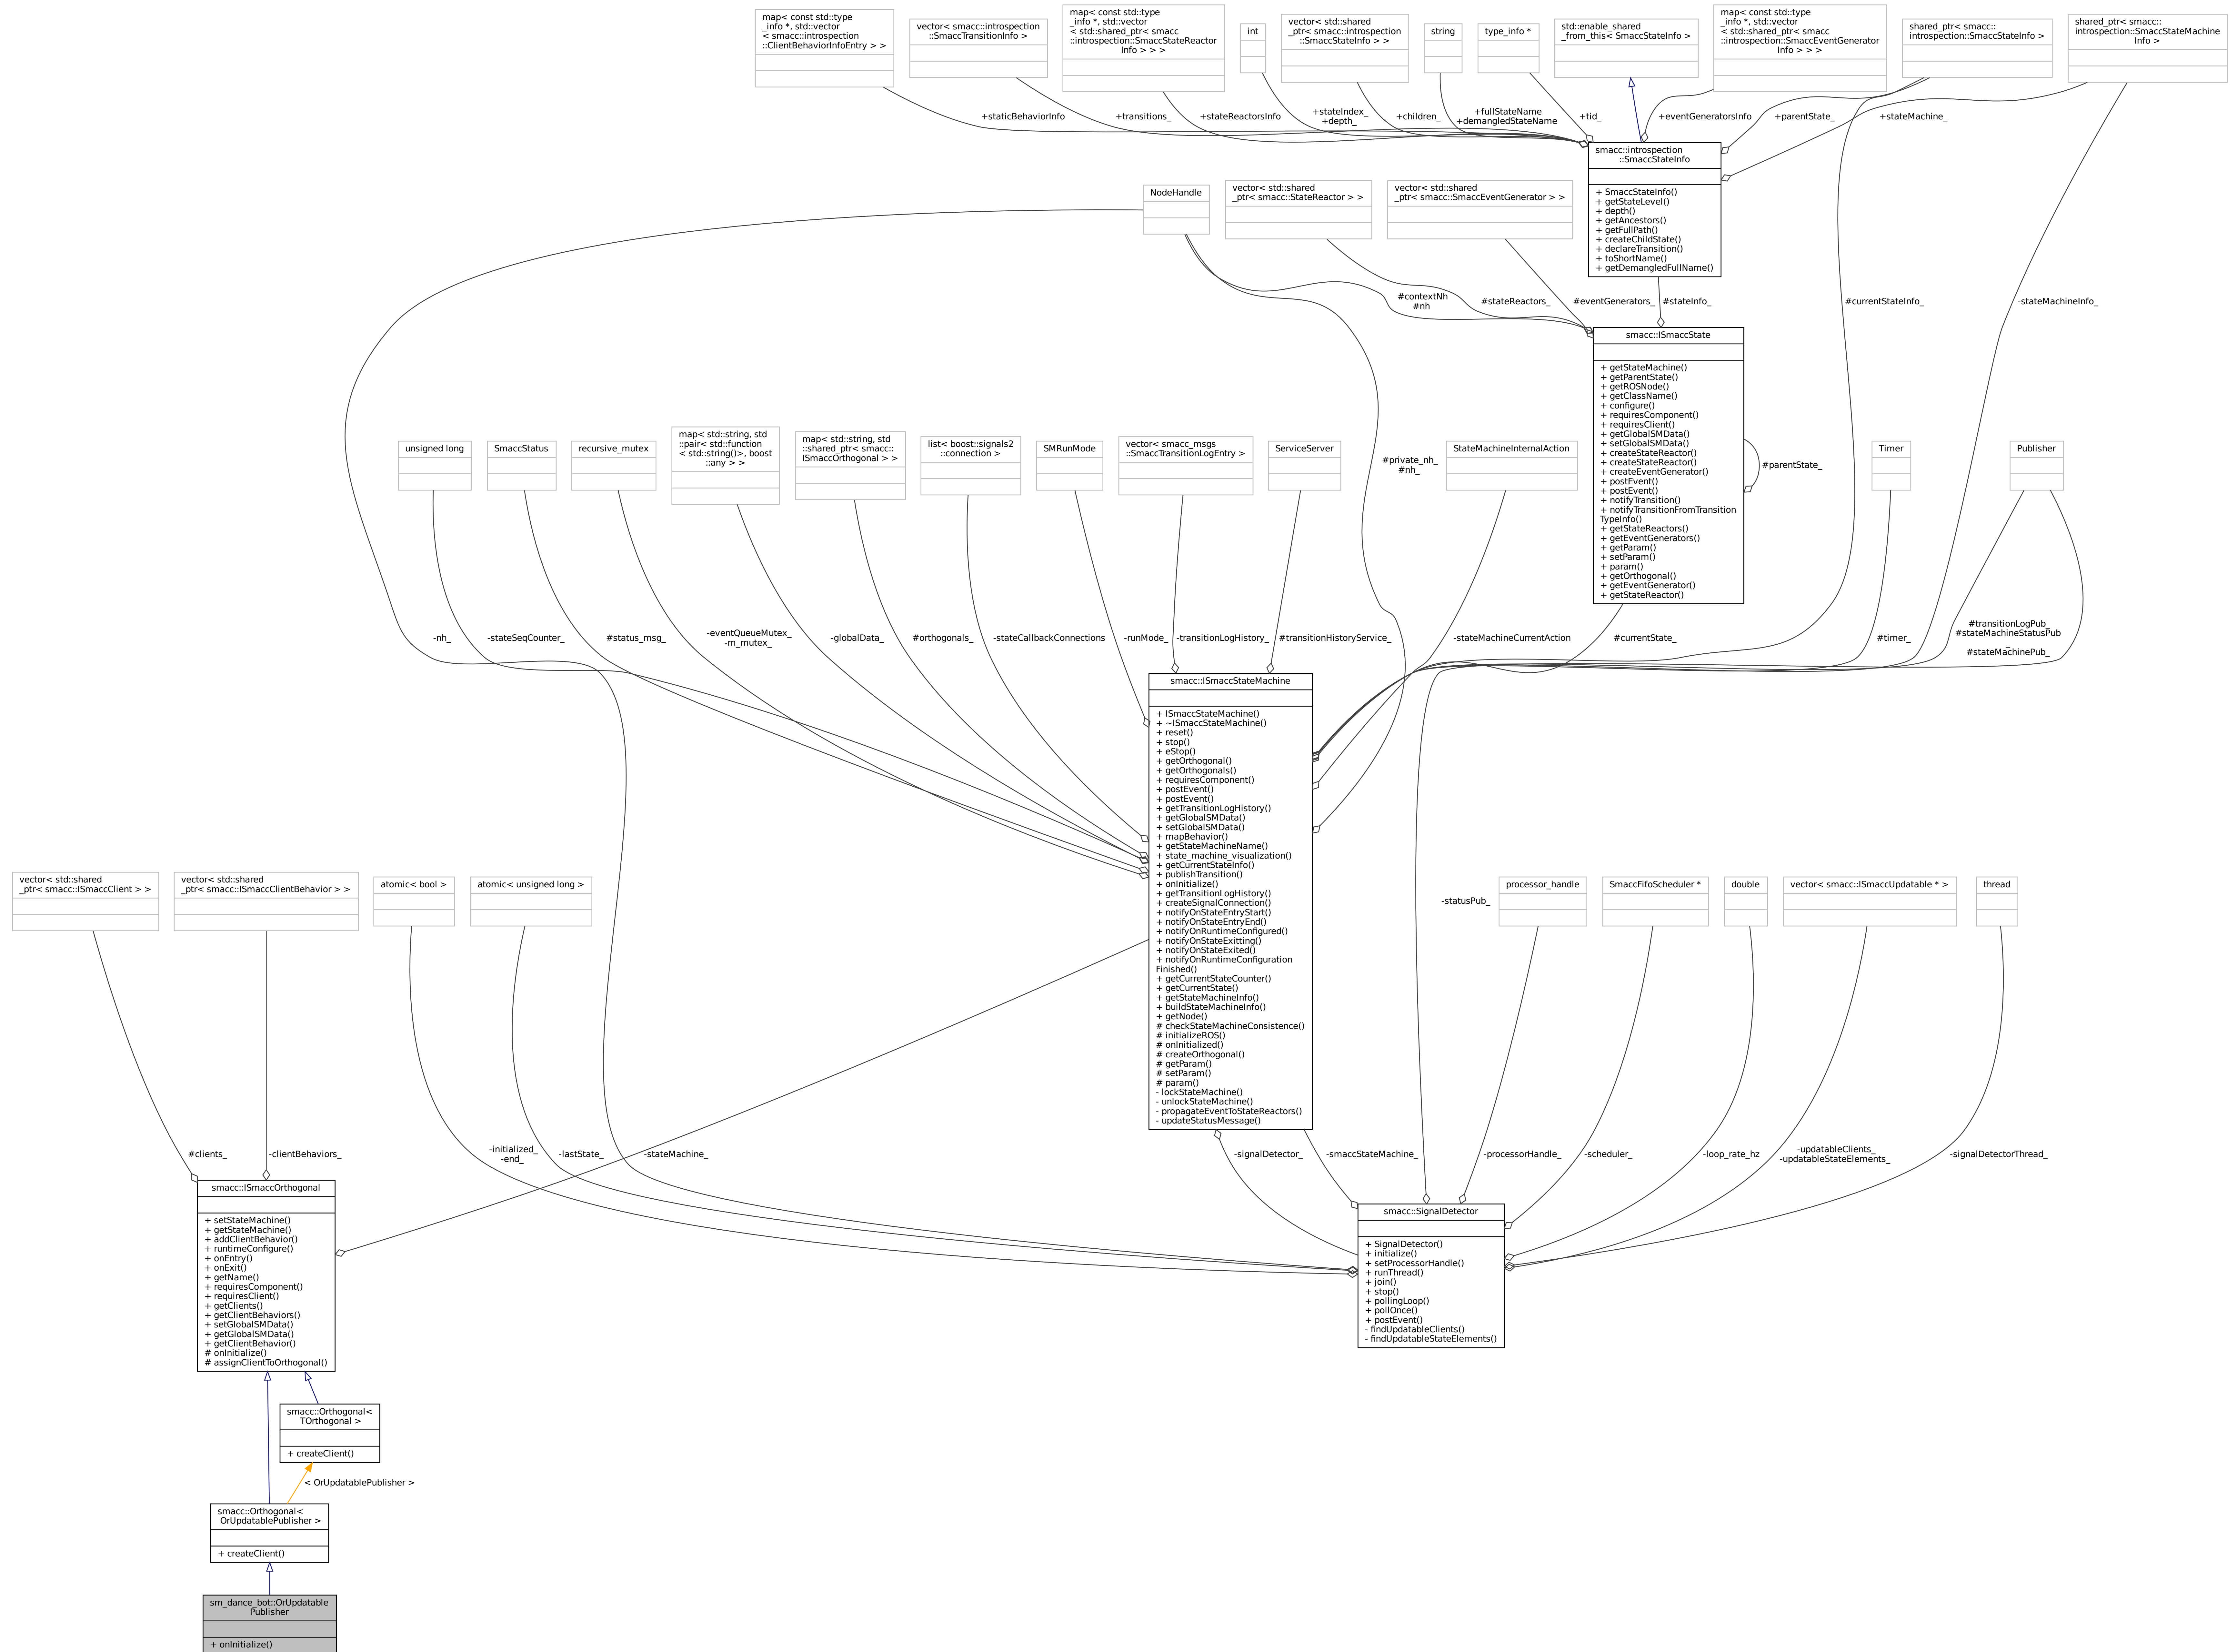 map< const std::type
_info *, std::vector
< smacc::introspection
::ClientBehaviorInfoEntry > >
vector< smacc::introspection
::SmaccTransitionInfo >
map< const std::type
_info *, std::vector
< std::shared_ptr< smacc
::introspection::SmaccStateReactor
Info > > >
int
vector< std::shared
_ptr< smacc::introspection
::SmaccStateInfo > >
string
type_info *
std::enable_shared
_from_this< SmaccStateInfo >
map< const std::type
_info *, std::vector
< std::shared_ptr< smacc
::introspection::SmaccEventGenerator
Info > > >
shared_ptr< smacc::
introspection::SmaccStateInfo >
shared_ptr< smacc::
introspection::SmaccStateMachine
Info >
+staticBehaviorInfo
+transitions_
+stateReactorsInfo
+stateIndex_
+depth_
+children_
+fullStateName
+demangledStateName
+tid_
+eventGeneratorsInfo
+parentState_
+stateMachine_
smacc::introspection
::SmaccStateInfo
+ SmaccStateInfo()
+ getStateLevel()
+ depth()
+ getAncestors()
+ getFullPath()
+ createChildState()
+ declareTransition()
+ toShortName()
+ getDemangledFullName()
NodeHandle
vector< std::shared
_ptr< smacc::StateReactor > >
vector< std::shared
_ptr< smacc::SmaccEventGenerator > >
#contextNh
#nh
#stateReactors_
#eventGenerators_
#stateInfo_
#currentStateInfo_
-stateMachineInfo_
smacc::ISmaccState
+ getStateMachine()
+ getParentState()
+ getROSNode()
+ getClassName()
+ configure()
+ requiresComponent()
+ requiresClient()
+ getGlobalSMData()
+ setGlobalSMData()
+ createStateReactor()
+ createStateReactor()
+ createEventGenerator()
+ postEvent()
+ postEvent()
+ notifyTransition()
+ notifyTransitionFromTransition
TypeInfo()
+ getStateReactors()
+ getEventGenerators()
+ getParam()
+ setParam()
+ param()
+ getOrthogonal()
+ getEventGenerator()
+ getStateReactor()
#parentState_
unsigned long
SmaccStatus
recursive_mutex
map< std::string, std
::pair< std::function
< std::string()>, boost
::any > >
map< std::string, std
::shared_ptr< smacc::
ISmaccOrthogonal > >
list< boost::signals2
::connection >
SMRunMode
vector< smacc_msgs
::SmaccTransitionLogEntry >
ServiceServer
#private_nh_
#nh_
StateMachineInternalAction
Timer
Publisher
-nh_
-stateSeqCounter_
#status_msg_
-eventQueueMutex_
-m_mutex_
-globalData_
#orthogonals_
-stateCallbackConnections
-runMode_
-transitionLogHistory_
#transitionHistoryService_
-stateMachineCurrentAction
#currentState_
#timer_
#transitionLogPub_
#stateMachineStatusPub
_
#stateMachinePub_
smacc::ISmaccStateMachine
+ ISmaccStateMachine()
+ ~ISmaccStateMachine()
+ reset()
+ stop()
+ eStop()
+ getOrthogonal()
+ getOrthogonals()
+ requiresComponent()
+ postEvent()
+ postEvent()
+ getTransitionLogHistory()
+ getGlobalSMData()
+ setGlobalSMData()
+ mapBehavior()
+ getStateMachineName()
+ state_machine_visualization()
+ getCurrentStateInfo()
+ publishTransition()
+ onInitialize()
+ getTransitionLogHistory()
+ createSignalConnection()
+ notifyOnStateEntryStart()
+ notifyOnStateEntryEnd()
+ notifyOnRuntimeConfigured()
+ notifyOnStateExitting()
+ notifyOnStateExited()
+ notifyOnRuntimeConfiguration
Finished()
+ getCurrentStateCounter()
+ getCurrentState()
+ getStateMachineInfo()
+ buildStateMachineInfo()
+ getNode()
# checkStateMachineConsistence()
# initializeROS()
# onInitialized()
# createOrthogonal()
# getParam()
# setParam()
# param()
- lockStateMachine()
- unlockStateMachine()
- propagateEventToStateReactors()
- updateStatusMessage()
vector< std::shared
_ptr< smacc::ISmaccClient > >
vector< std::shared
_ptr< smacc::ISmaccClientBehavior > >
atomic< bool >
atomic< unsigned long >
-statusPub_
processor_handle
SmaccFifoScheduler *
double
vector< smacc::ISmaccUpdatable * >
thread
#clients_
-clientBehaviors_
-initialized_
-end_
-lastState_
-stateMachine_
-signalDetector_
-smaccStateMachine_
-processorHandle_
-scheduler_
-loop_rate_hz
-updatableClients_
-updatableStateElements_
-signalDetectorThread_
smacc::ISmaccOrthogonal
+ setStateMachine()
+ getStateMachine()
+ addClientBehavior()
+ runtimeConfigure()
+ onEntry()
+ onExit()
+ getName()
+ requiresComponent()
+ requiresClient()
+ getClients()
+ getClientBehaviors()
+ setGlobalSMData()
+ getGlobalSMData()
+ getClientBehavior()
# onInitialize()
# assignClientToOrthogonal()
smacc::SignalDetector
+ SignalDetector()
+ initialize()
+ setProcessorHandle()
+ runThread()
+ join()
+ stop()
+ pollingLoop()
+ pollOnce()
+ postEvent()
- findUpdatableClients()
- findUpdatableStateElements()
smacc::Orthogonal<
TOrthogonal >
+ createClient()
< OrUpdatablePublisher >
smacc::Orthogonal<
OrUpdatablePublisher >
+ createClient()
sm_dance_bot::OrUpdatable
Publisher
+ onInitialize()